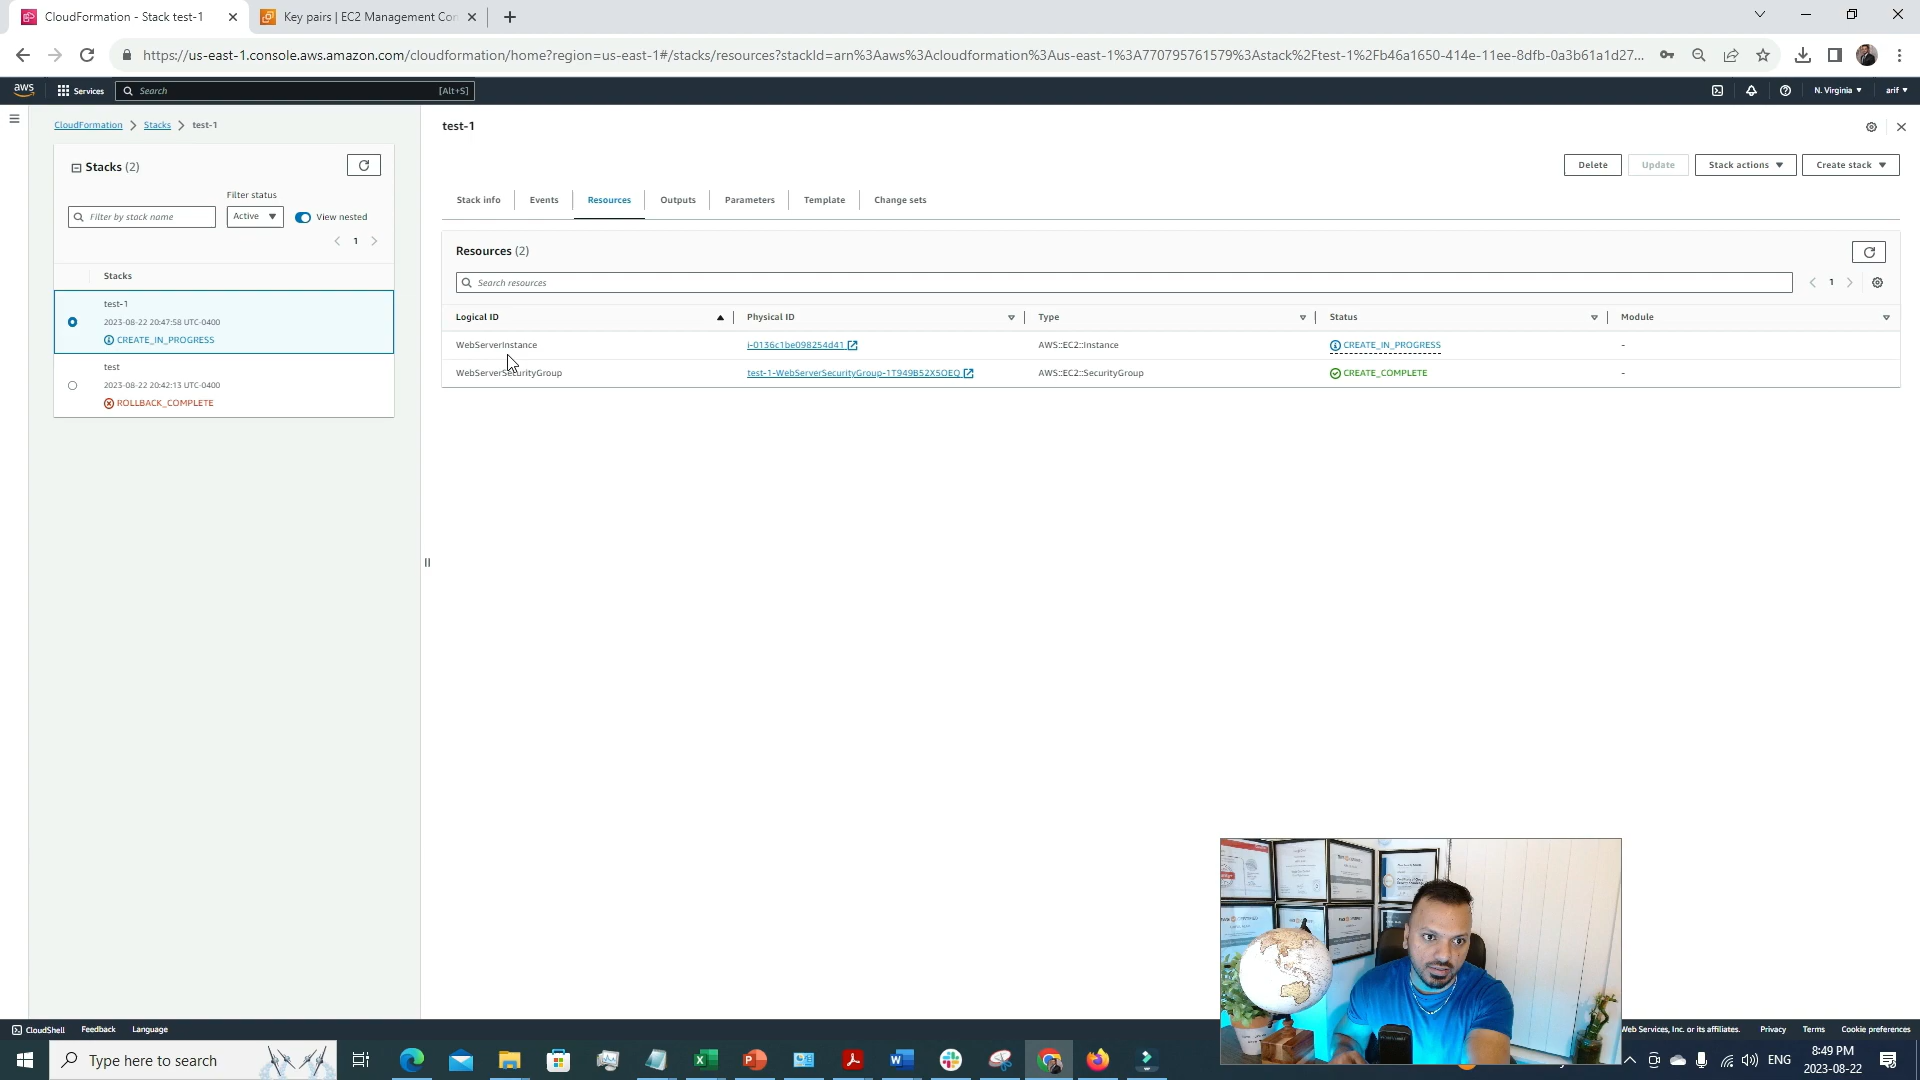 CloudFormation - Stack test-1
Key pairs | EC2 Management Con
https://us-east-1.console.aws.amazon.com/cloudformation/home?region=us-east-1#/stacks/resources?stackId=arn%3Aaws%3Acloudformation%3Aus-east-1%3A770795761579%3Astack%2Ftest-1%2Fb46a1650-414e-11ee-8dfb-0a3b61a1d27...
aws Services Search [Alt+S] N. Virginia arif
CloudFormation > Stacks > test-1
Stacks (2)
Filter status
Filter by stack name Active View nested
1
Stacks
test-1
2023-08-22 20:47:58 UTC-0400
CREATE_IN_PROGRESS
test
2023-08-22 20:42:13 UTC-0400
ROLLBACK_COMPLETE
test-1
Delete Update Stack actions Create stack
Stack info Events Resources Outputs Parameters Template Change sets
Resources (2)
Search resources 1
Logical ID Physical ID Type Status Module
WebServerInstance i-0136c1be098254d41 AWS::EC2::Instance CREATE_IN_PROGRESS -
WebServerSecurityGroup test-1-WebServerSecurityGroup-1T949B52X5OEQ AWS::EC2::SecurityGroup CREATE_COMPLETE -
CloudShell Feedback Language Web Services, Inc. or its affiliates. Privacy Terms Cookie preferences
Type here to search
ENG
8:49 PM
2023-08-22